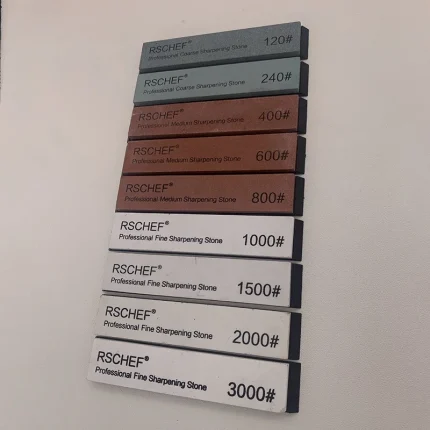 RSCHEF®
Professional Coarse Sharpening Stone
120#
RSCHEF®
Professional Coarse Sharpening Stone
240#
RSCHEF®
Professional Medium Sharpening Stone
400#
RSCHEF®
Professional Medium Sharpening Stone
600#
RSCHEF®
Professional Medium Sharpening Stone
800#
RSCHEF®
Professional Fine Sharpening Stone
1000#
RSCHEF®
Professional Fine Sharpening Stone
1500#
RSCHEF®
Professional Fine Sharpening Stone
2000#
RSCHEF®
Professional Fine Sharpening Stone
3000#